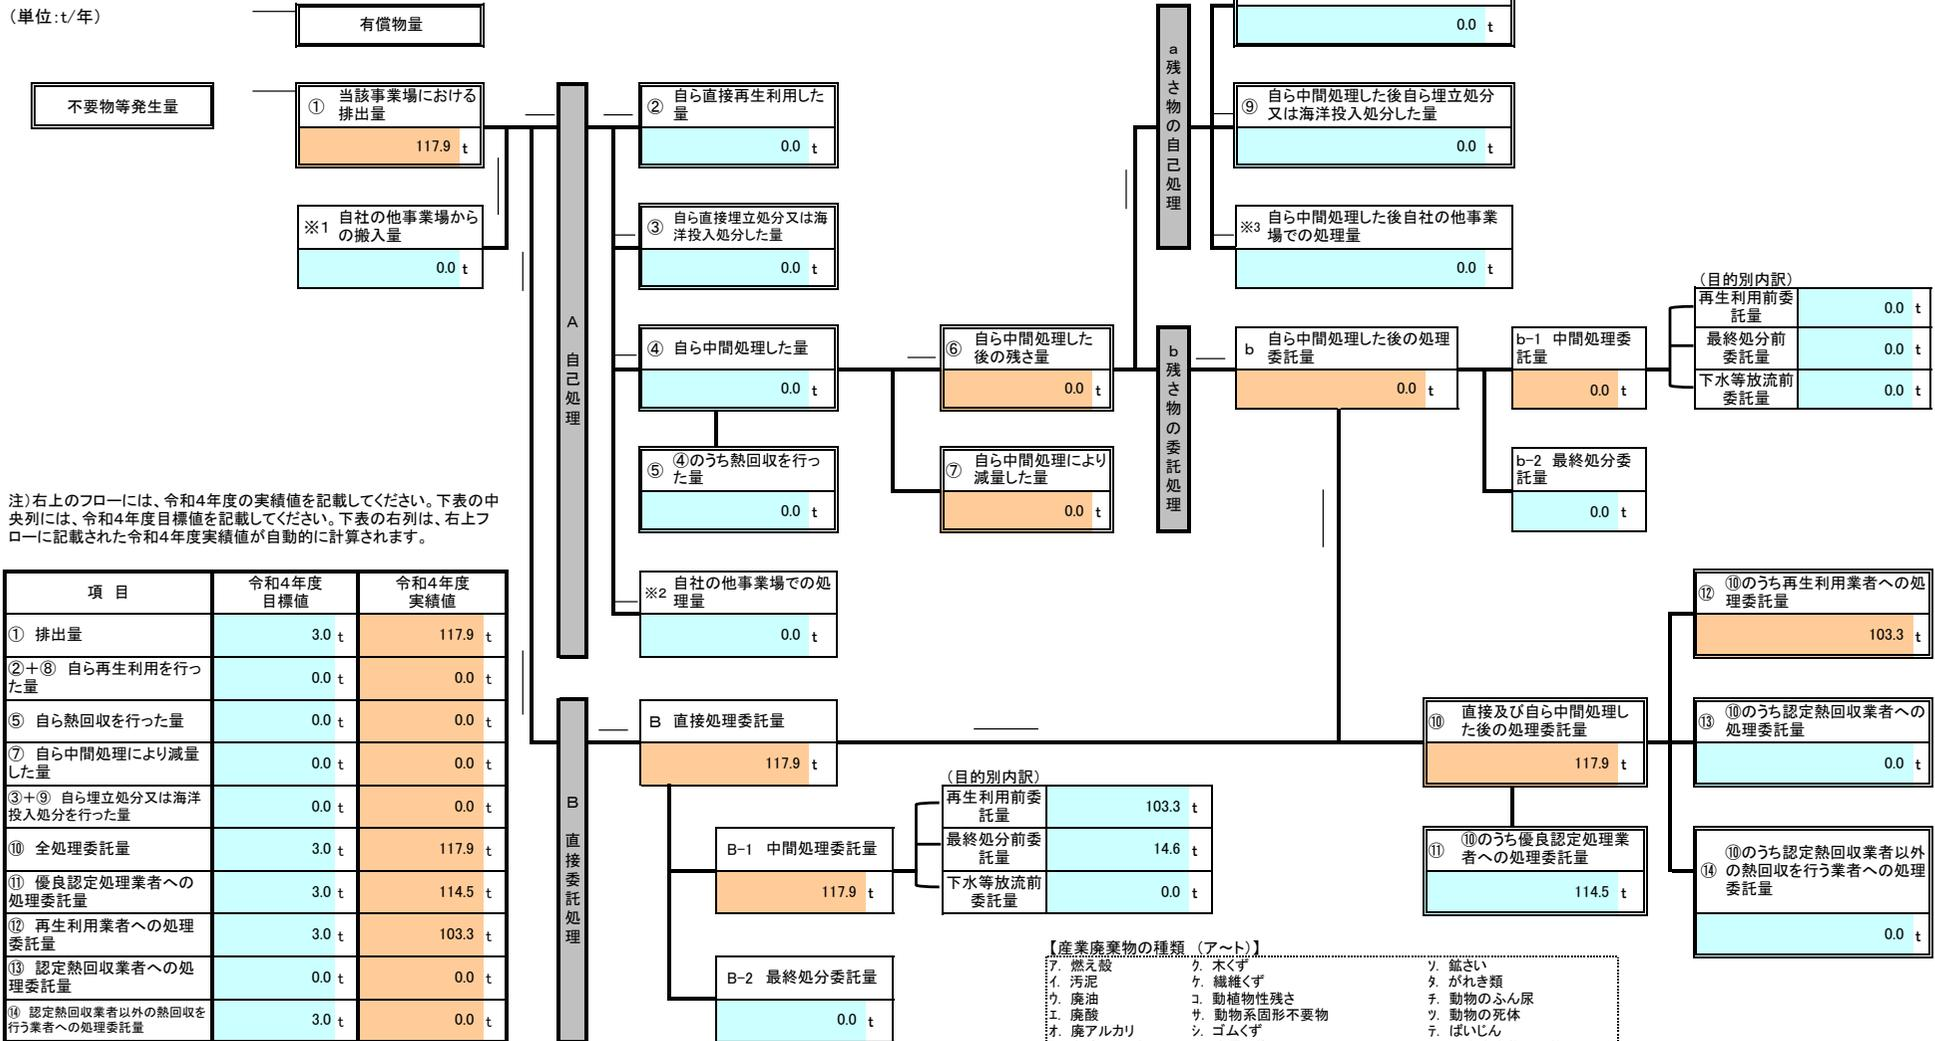 （単位:t/年）
有償物量
0.0 t
不要物等発生量
① 当該事業場における
排出量
117.9 t
※1 自社の他事業場から
の搬入量
0.0 t
A 自己処理
② 自ら直接再生利用した
量
0.0 t
③ 自ら直接埋立処分又は海
洋投入処分した量
0.0 t
④ 自ら中間処理した量
0.0 t
⑤ ④のうち熱回収を行っ
た量
0.0 t
※2 自社の他事業場での処
理量
0.0 t
⑥ 自ら中間処理した
後の残さ量
0.0 t
⑦ 自ら中間処理により
減量した量
0.0 t
a 残さ物の自己処理
⑨ 自ら中間処理した後自ら埋立処分
又は海洋投入処分した量
0.0 t
※3 自ら中間処理した後自社の他事業
場での処理量
0.0 t
b 残さ物の委託処理
b 自ら中間処理した後の処理
委託量
0.0 t
b-1 中間処理委
託量
0.0 t
（目的別内訳）
再生利用前委
託量
0.0 t
最終処分前
委託量
0.0 t
下水等放流前
委託量
0.0 t
b-2 最終処分委
託量
0.0 t
注）右上のフローには、令和4年度の実績値を記載してください。下表の中
央列には、令和4年度目標値を記載してください。下表の右列は、右上フ
ローに記載された令和4年度実績値が自動的に計算されます。
項 目
令和4年度
目標値
令和4年度
実績値
① 排出量 3.0 t 117.9 t
②＋⑧ 自ら再生利用を行っ
た量
0.0 t 0.0 t
⑤ 自ら熱回収を行った量 0.0 t 0.0 t
⑦ 自ら中間処理により減量
した量
0.0 t 0.0 t
③＋⑨ 自ら埋立処分又は海洋
投入処分を行った量
0.0 t 0.0 t
⑩ 全処理委託量 3.0 t 117.9 t
⑪ 優良認定処理業者への
処理委託量
3.0 t 114.5 t
⑫ 再生利用業者への処理
委託量
3.0 t 103.3 t
⑬ 認定熱回収業者への処
理委託量
0.0 t 0.0 t
⑭ 認定熱回収業者以外の熱回収を
行う業者への処理委託量
3.0 t 0.0 t
B 直接委託処理
B 直接処理委託量
117.9 t
B-1 中間処理委託量
117.9 t
（目的別内訳）
再生利用前委
託量
103.3 t
最終処分前委
託量
14.6 t
下水等放流前
委託量
0.0 t
B-2 最終処分委託量
0.0 t
⑩ 直接及び自ら中間処理し
た後の処理委託量
117.9 t
⑪ ⑩のうち優良認定処理業
者への処理委託量
114.5 t
⑫ ⑩のうち再生利用業者への処
理委託量
103.3 t
⑬ ⑩のうち認定熱回収業者への
処理委託量
0.0 t
⑭ ⑩のうち認定熱回収業者以外
の熱回収を行う業者への処理
委託量
0.0 t
【産業廃棄物の種類 （ア～ト）】
ア. 燃え殻 ク. 木くず ソ. 鉱さい
イ. 汚泥 ケ. 繊維くず タ. がれき類
ウ. 廃油 コ. 動植物性残さ チ. 動物のふん尿
エ. 廃酸 サ. 動物系固形不要物 ツ. 動物の死体
オ. 廃アルカリ シ. ゴムくず テ. ばいじん